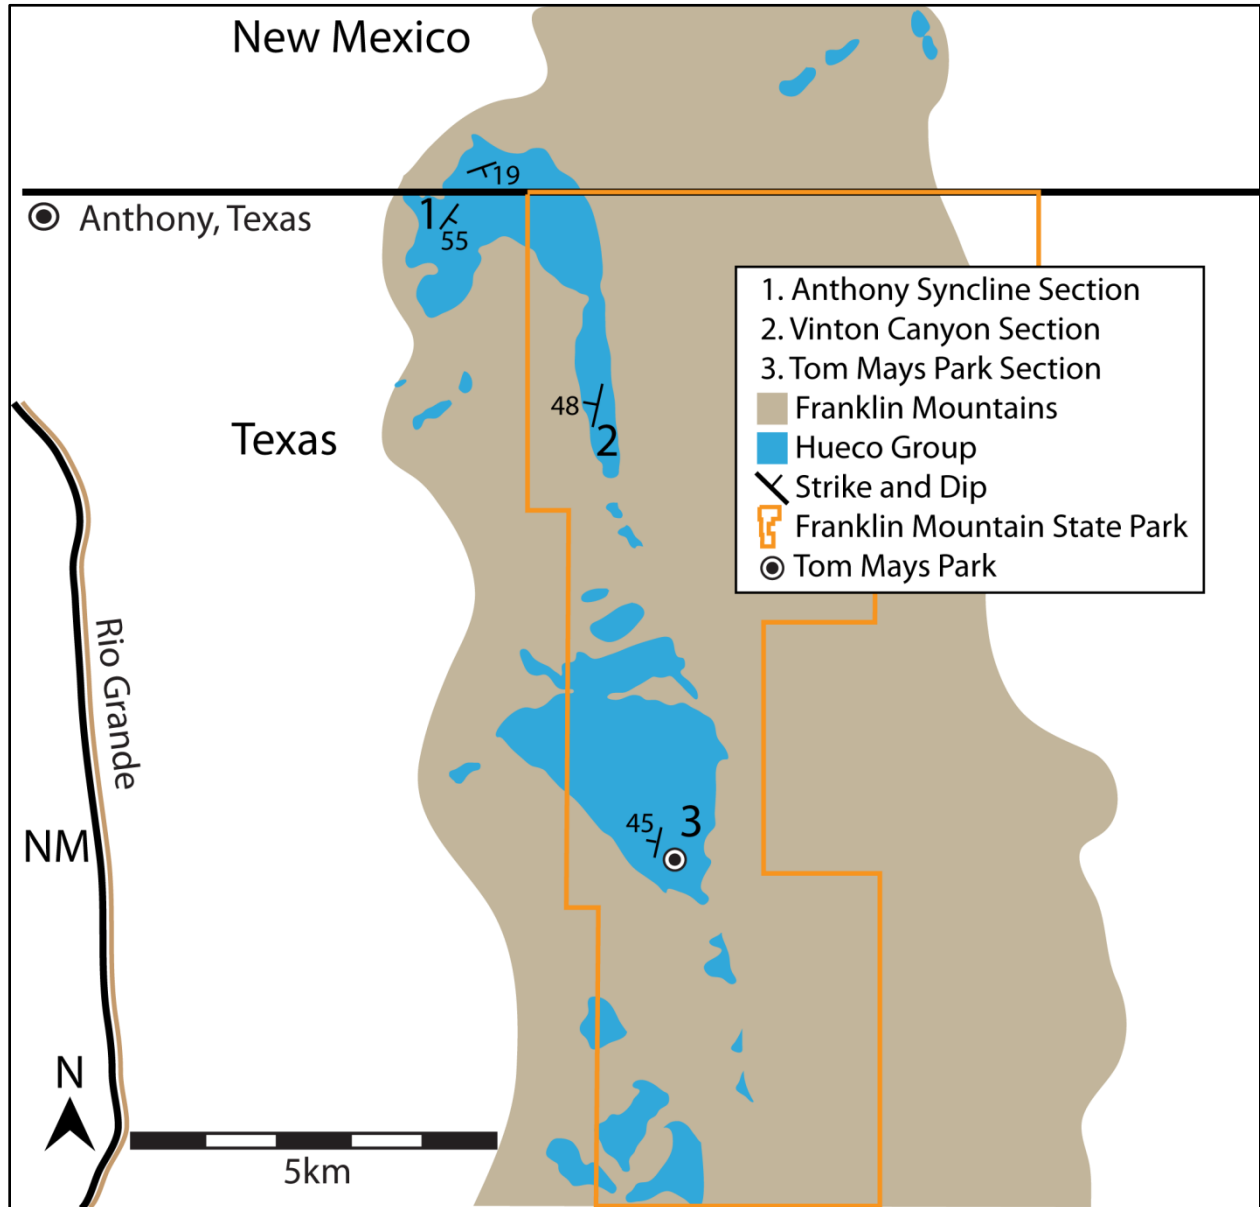 New Mexico
19
Anthony, Texas
1
55
1. Anthony Syncline Section
2. Vinton Canyon Section
3. Tom Mays Park Section
Franklin Mountains
Hueco Group
Strike and Dip
Franklin Mountain State Park
Tom Mays Park
48
Texas
2
Rio Grande
45
3
NM
N
5km